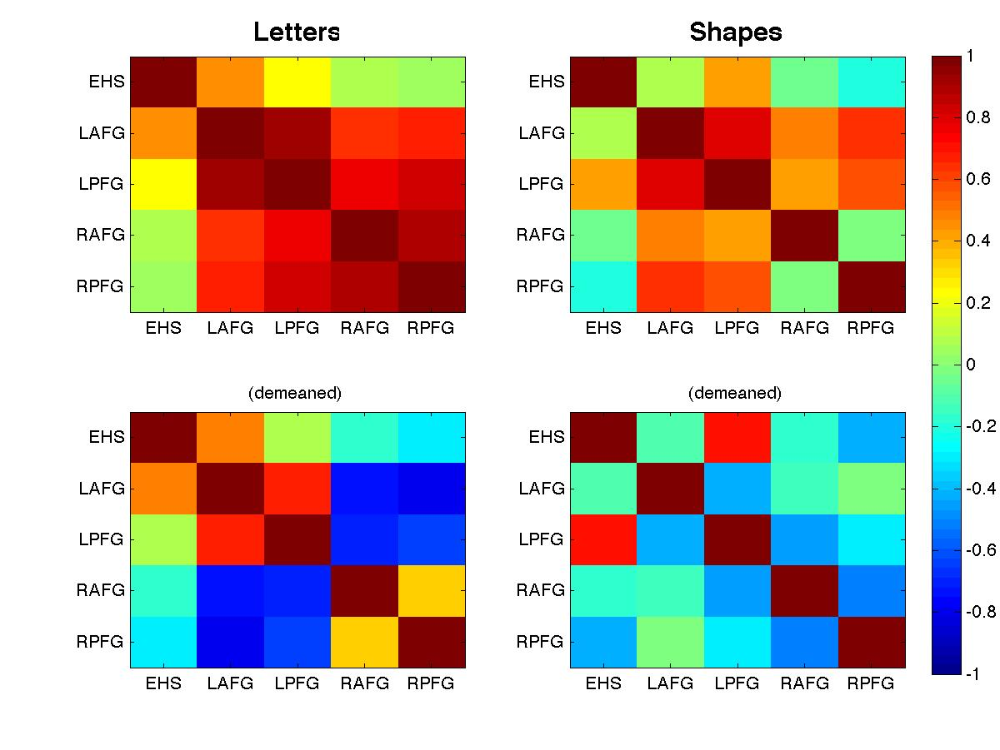 Letters
Shapes
EHS
LAFG
LPFG
RAFG
RPFG
EHS LAFG LPFG RAFG RPFG
EHS
LAFG
LPFG
RAFG
RPFG
EHS LAFG LPFG RAFG RPFG
1
0.8
0.6
0.4
0.2
0
-0.2
-0.4
-0.6
-0.8
-1
(demeaned)
EHS
LAFG
LPFG
RAFG
RPFG
EHS LAFG LPFG RAFG RPFG
(demeaned)
EHS
LAFG
LPFG
RAFG
RPFG
EHS LAFG LPFG RAFG RPFG